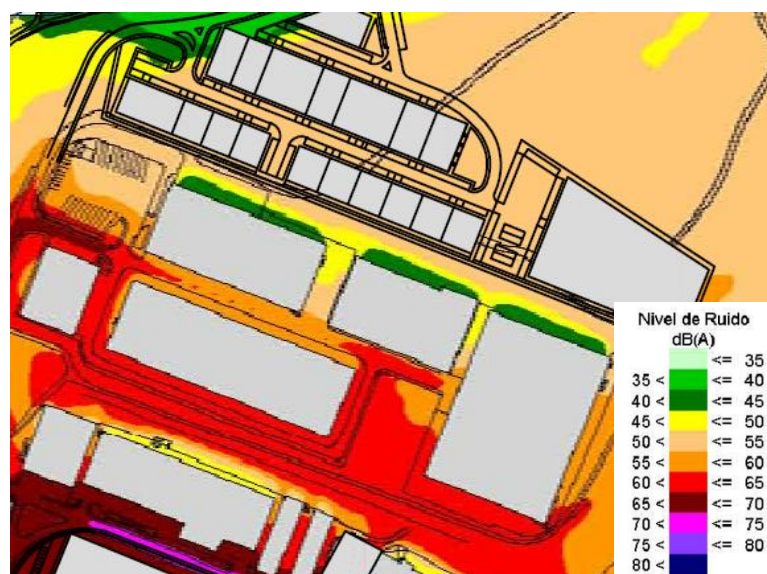 Nivel de Ruido
dB(A)
<= 35
35 < <= 40
40 < <= 45
45 < <= 50
50 < <= 55
55 < <= 60
60 < <= 65
65 < <= 70
70 < <= 75
75 < <= 80
80 <